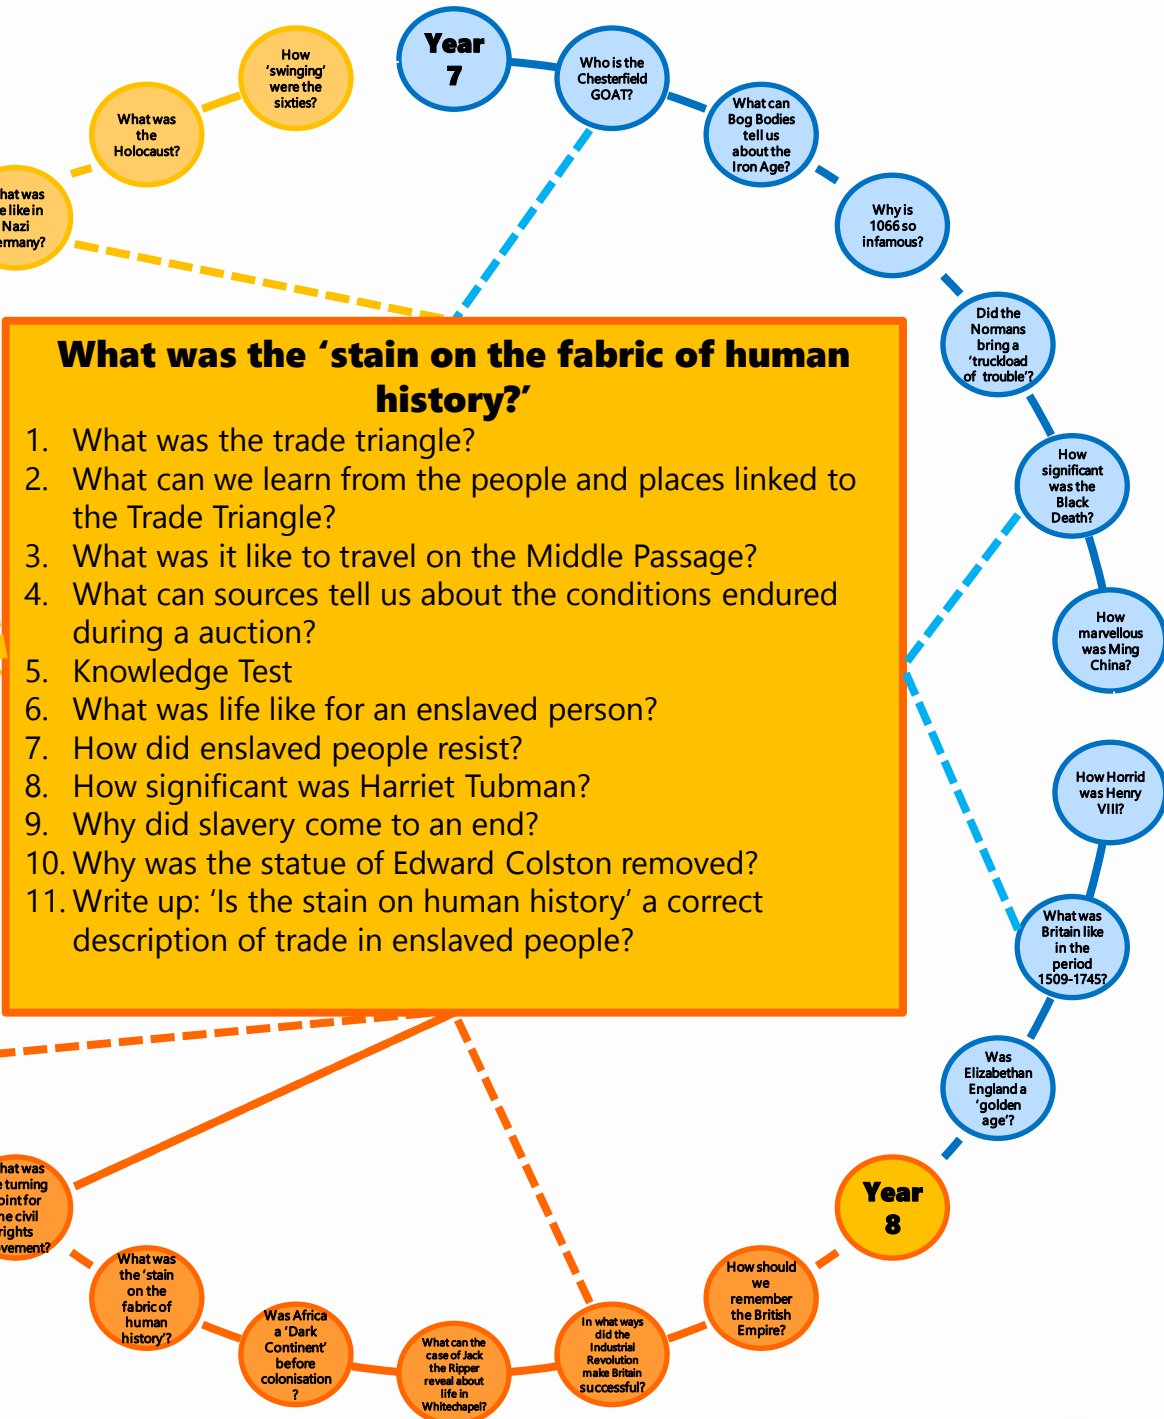 How
‘swinging’
were the
sixties?
What was
the
Holocaust?
hat was
e like in
Nazi
ermany?
Year
7
Who is the
Chesterfield
GOAT?
What can
Bog Bodies
tell us
about the
Iron Age?
Why is
1066 so
infamous?
Did the
Normans
bring a
‘truckload
of trouble’?
How
significant
was the
Black
Death?
How
marvellous
was Ming
China?
How Horrid
was Henry
VIII?
What was
Britain like
in the
period
1509-1745?
Was
Elizabethan
England a
‘golden
age’?
Year
8
How should
we
remember
the British
Empire?
In what ways
did the
Industrial
Revolution
make Britain
successful?
What can the
case of Jack
the Ripper
reveal about
life in
Whitechapel?
Was Africa
a ‘Dark
Continent’
before
colonisation
?
What was
the ‘stain
on the
fabric of
human
history’?
hat was
e turning
oint for
he civil
rights
vement?
What was the ‘stain on the fabric of human
history?’
1. What was the trade triangle?
2. What can we learn from the people and places linked to
the Trade Triangle?
3. What was it like to travel on the Middle Passage?
4. What can sources tell us about the conditions endured
during a auction?
5. Knowledge Test
6. What was life like for an enslaved person?
7. How did enslaved people resist?
8. How significant was Harriet Tubman?
9. Why did slavery come to an end?
10. Why was the statue of Edward Colston removed?
11. Write up: ‘Is the stain on human history’ a correct
description of trade in enslaved people?